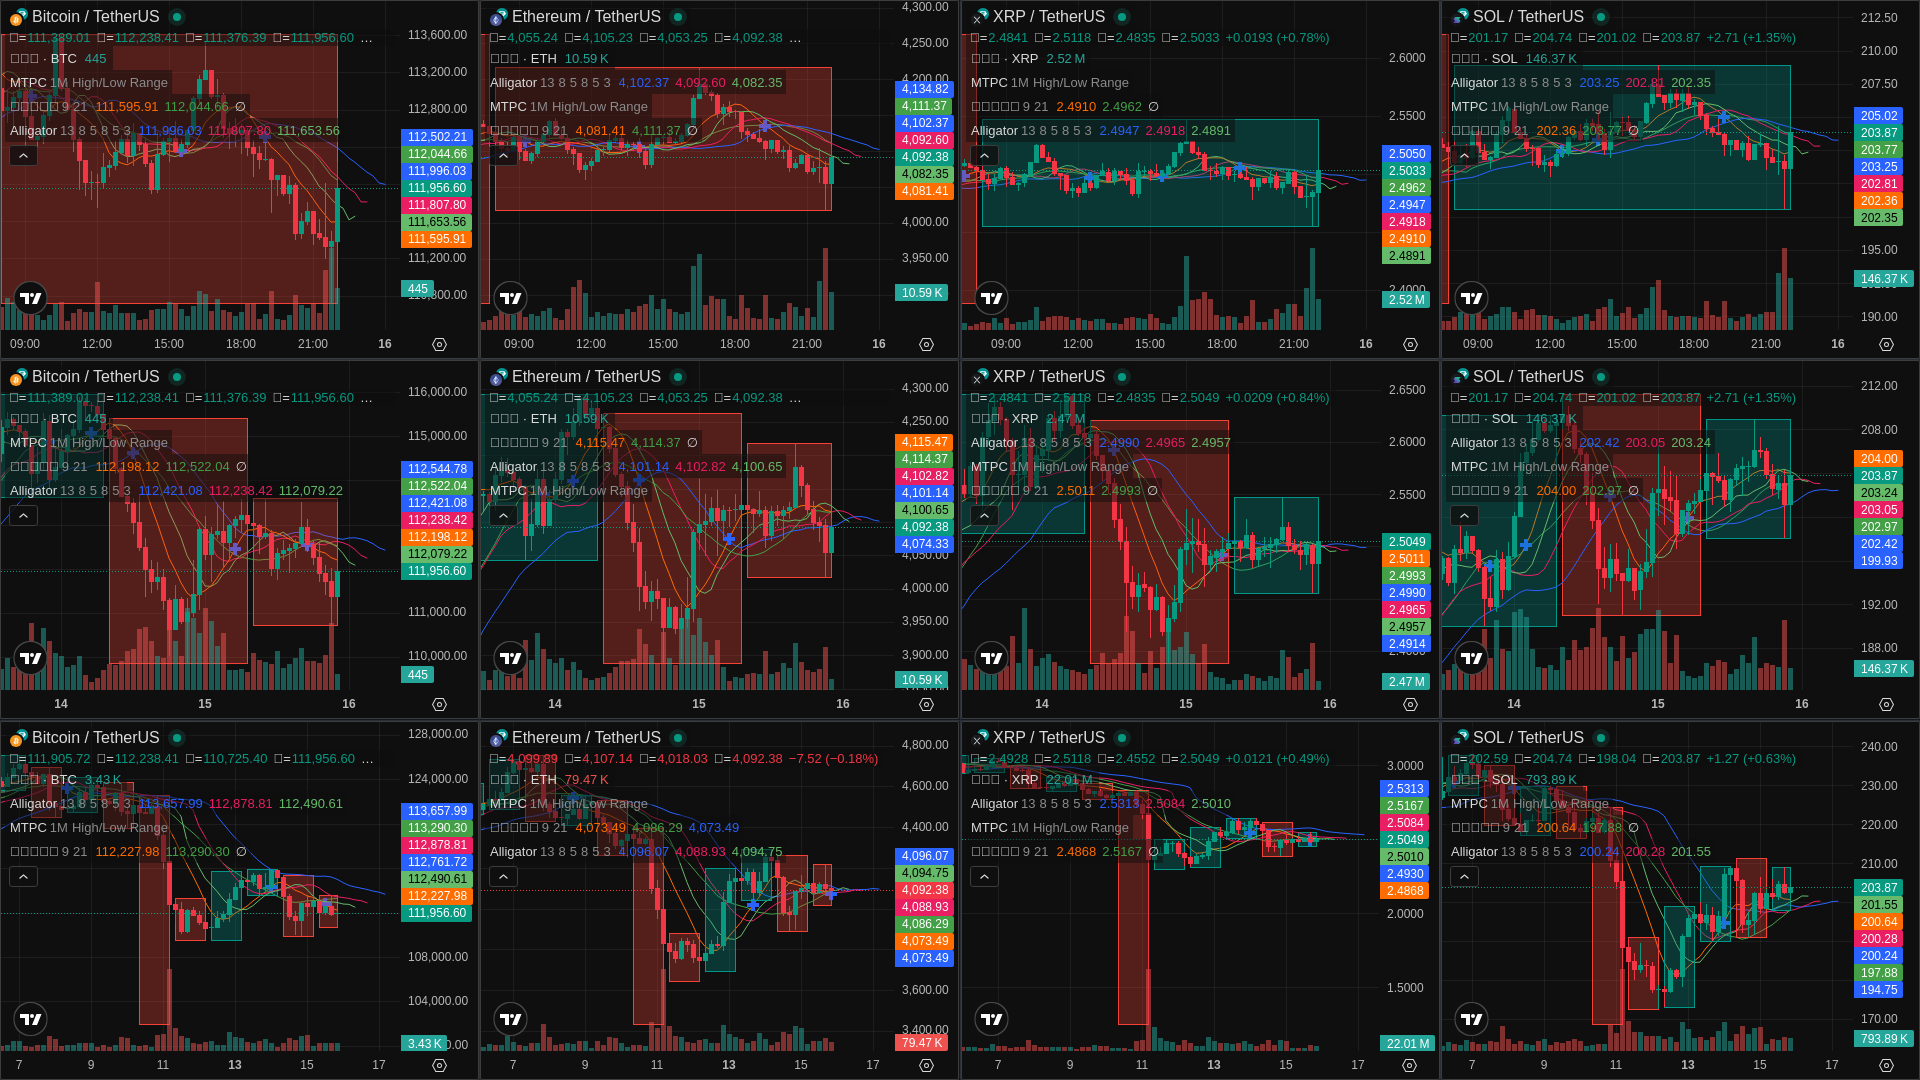 Bitcoin / TetherUS
□=111,389.01 □=112,238.41 □=111,376.39 □=111,956.60 ...
□□□ · BTC 445
MTPC 1M High/Low Range
□□□□□ 9 21 111,595.91 112,044.66 ∅
Alligator 13 8 5 8 5 3 111,996.03 111,807.80 111,653.56
113,600.00
113,200.00
112,800.00
112,502.21
112,044.66
111,996.03
111,956.60
111,807.80
111,653.56
111,595.91
111,200.00
445
09:00 12:00 15:00 18:00 21:00 16
Ethereum / TetherUS
□=4,055.24 □=4,105.23 □=4,053.25 □=4,092.38 ...
□□□ · ETH 10.59 K
Alligator 13 8 5 8 5 3 4,102.37 4,092.60 4,082.35
MTPC 1M High/Low Range
□□□□□ 9 21 4,081.41 4,111.37 ∅
4,300.00
4,250.00
4,200.00
4,134.82
4,111.37
4,102.37
4,092.60
4,092.38
4,082.35
4,081.41
4,000.00
3,950.00
10.59 K
09:00 12:00 15:00 18:00 21:00 16
XRP / TetherUS
□=2.4841 □=2.5118 □=2.4835 □=2.5033 +0.0193 (+0.78%)
□□□ · XRP 2.52 M
MTPC 1M High/Low Range
□□□□□ 9 21 2.4910 2.4962 ∅
Alligator 13 8 5 8 5 3 2.4947 2.4918 2.4891
2.6000
2.5500
2.5050
2.5033
2.4962
2.4947
2.4918
2.4910
2.4891
2.4000
2.52 M
09:00 12:00 15:00 18:00 21:00 16
SOL / TetherUS
□=201.17 □=204.74 □=201.02 □=203.87 +2.71 (+1.35%)
□□□ · SOL 146.37 K
Alligator 13 8 5 8 5 3 203.25 202.81 202.35
MTPC 1M High/Low Range
□□□□□ 9 21 202.36 203.77 ∅
212.50
210.00
207.50
205.02
203.87
203.77
203.25
202.81
202.36
202.35
195.00
146.37 K
190.00
09:00 12:00 15:00 18:00 21:00 16
Bitcoin / TetherUS
□=111,389.01 □=112,238.41 □=111,376.39 □=111,956.60 ...
□□□ · BTC 445
MTPC 1M High/Low Range
□□□□□ 9 21 112,198.12 112,522.04 ∅
Alligator 13 8 5 8 5 3 112,421.08 112,238.42 112,079.22
116,000.00
115,000.00
112,544.78
112,522.04
112,421.08
112,238.42
112,198.12
112,079.22
111,956.60
111,000.00
110,000.00
445
14 15 16
Ethereum / TetherUS
□=4,055.24 □=4,105.23 □=4,053.25 □=4,092.38 ...
□□□ · ETH 10.59 K
□□□□□ 9 21 4,115.47 4,114.37 ∅
Alligator 13 8 5 8 5 3 4,101.14 4,102.82 4,100.65
MTPC 1M High/Low Range
4,300.00
4,250.00
4,115.47
4,114.37
4,102.82
4,101.14
4,100.65
4,092.38
4,074.33
4,050.00
4,000.00
3,950.00
3,900.00
10.59 K
14 15 16
XRP / TetherUS
□=2.4841 □=2.5118 □=2.4835 □=2.5049 +0.0209 (+0.84%)
□□□ · XRP 2.47 M
Alligator 13 8 5 8 5 3 2.4990 2.4965 2.4957
MTPC 1M High/Low Range
□□□□□ 9 21 2.5011 2.4993 ∅
2.6500
2.6000
2.5500
2.5049
2.5011
2.4993
2.4990
2.4965
2.4957
2.4914
2.4000
2.47 M
14 15 16
SOL / TetherUS
□=201.17 □=204.74 □=201.02 □=203.87 +2.71 (+1.35%)
□□□ · SOL 146.37 K
Alligator 13 8 5 8 5 3 202.42 203.05 203.24
MTPC 1M High/Low Range
□□□□□ 9 21 204.00 202.97 ∅
212.00
208.00
204.00
203.87
203.24
203.05
202.97
202.42
199.93
192.00
188.00
146.37 K
14 15 16
Bitcoin / TetherUS
□=111,905.72 □=112,238.41 □=110,725.40 □=111,956.60 ...
□□□ · BTC 3.43 K
Alligator 13 8 5 8 5 3 113,657.99 112,878.81 112,490.61
MTPC 1M High/Low Range
□□□□□ 9 21 112,227.98 113,290.30 ∅
128,000.00
124,000.00
113,657.99
113,290.30
112,878.81
112,761.72
112,490.61
112,227.98
111,956.60
108,000.00
104,000.00
3.43 K
7 9 11 13 15 17
Ethereum / TetherUS
□=4,099.89 □=4,107.14 □=4,018.03 □=4,092.38 −7.52 (−0.18%)
□□□ · ETH 79.47 K
MTPC 1M High/Low Range
□□□□□ 9 21 4,073.49 4,086.29 4,073.49
Alligator 13 8 5 8 5 3 4,096.07 4,088.93 4,094.75
4,800.00
4,600.00
4,400.00
4,096.07
4,094.75
4,092.38
4,088.93
4,086.29
4,073.49
4,073.49
3,600.00
3,400.00
79.47 K
7 9 11 13 15 17
XRP / TetherUS
□=2.4928 □=2.5118 □=2.4552 □=2.5049 +0.0121 (+0.49%)
□□□ · XRP 22.01 M
Alligator 13 8 5 8 5 3 2.5313 2.5084 2.5010
MTPC 1M High/Low Range
□□□□□ 9 21 2.4868 2.5167 ∅
3.0000
2.5313
2.5167
2.5084
2.5049
2.5010
2.4930
2.4868
2.0000
1.5000
22.01 M
7 9 11 13 15 17
SOL / TetherUS
□=202.59 □=204.74 □=198.04 □=203.87 +1.27 (+0.63%)
□□□ · SOL 793.89 K
MTPC 1M High/Low Range
□□□□□ 9 21 200.64 197.88 ∅
Alligator 13 8 5 8 5 3 200.24 200.28 201.55
240.00
230.00
220.00
210.00
203.87
201.55
200.64
200.28
200.24
197.88
194.75
170.00
793.89 K
7 9 11 13 15 17